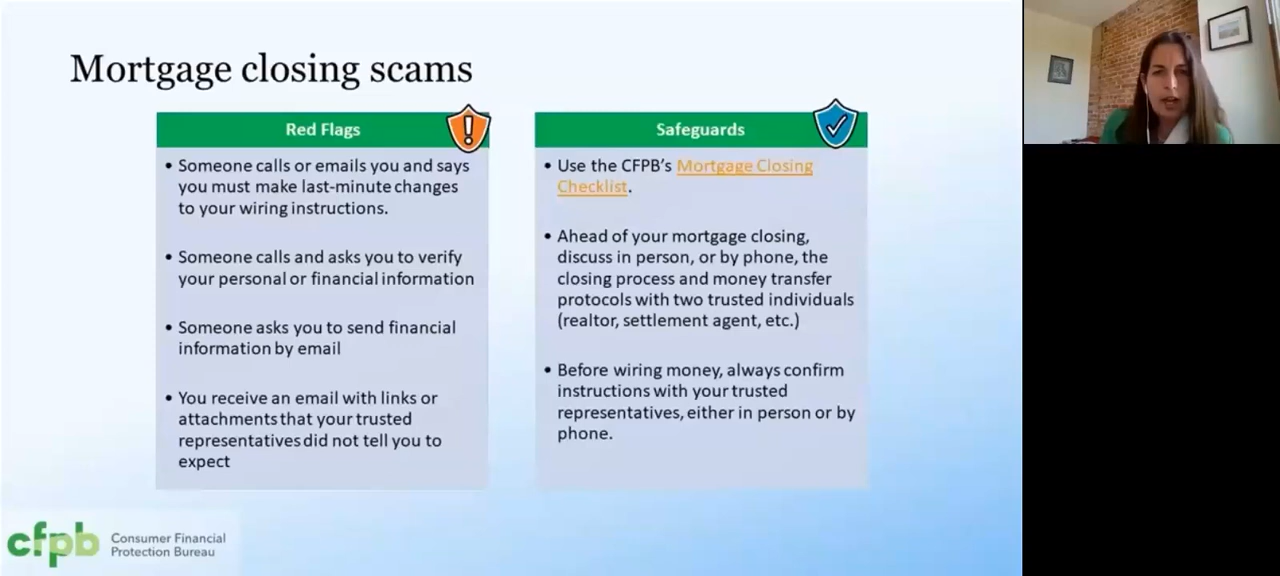 Mortgage closing scams
Red Flags
• Someone calls or emails you and says
you must make last-minute changes
to your wiring instructions.
• Someone calls and asks you to verify
your personal or financial information
• Someone asks you to send financial
information by email
• You receive an email with links or
attachments that your trusted
representatives did not tell you to
expect
Safeguards
• Use the CFPB’s Mortgage Closing
Checklist.
• Ahead of your mortgage closing,
discuss in person, or by phone, the
closing process and money transfer
protocols with two trusted individuals
(realtor, settlement agent, etc.)
• Before wiring money, always confirm
instructions with your trusted
representatives, either in person or by
phone.
cfpb
Consumer Financial
Protection Bureau